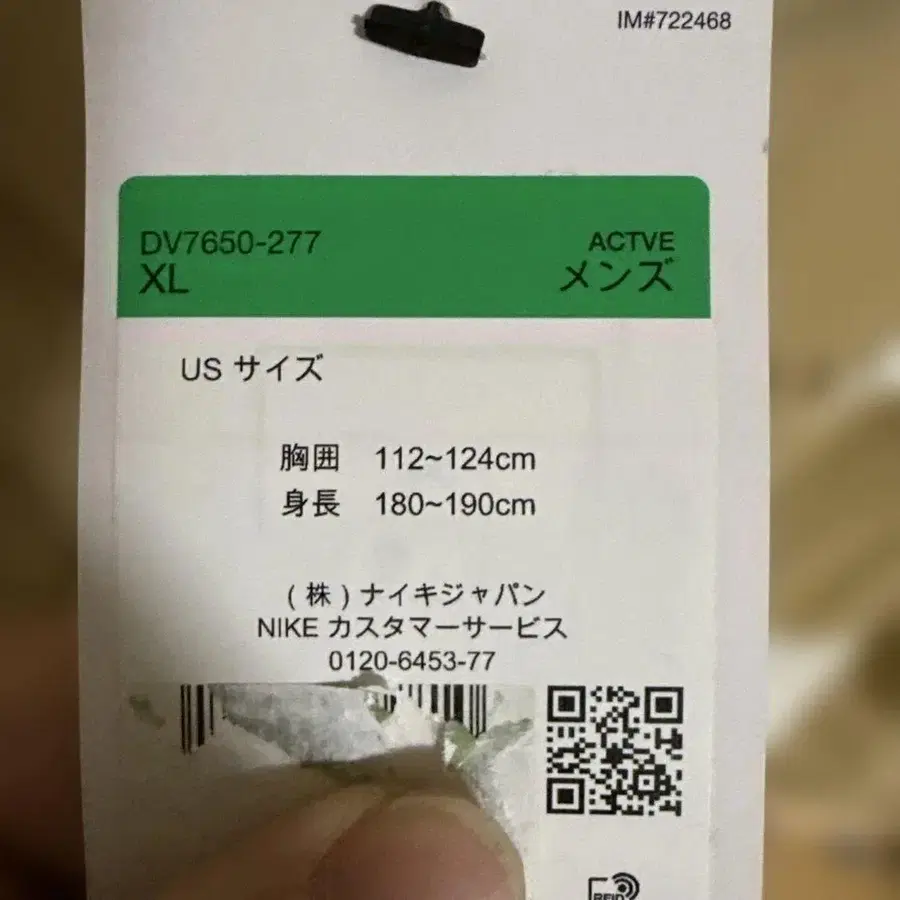 IM#722468
DV7650-277
ACTVE
XL
メンズ
US サイズ
胸囲 112~124cm
身長 180~190cm
(株)ナイキジャパン
NIKE カスタマーサービス
0120-6453-77
RFID